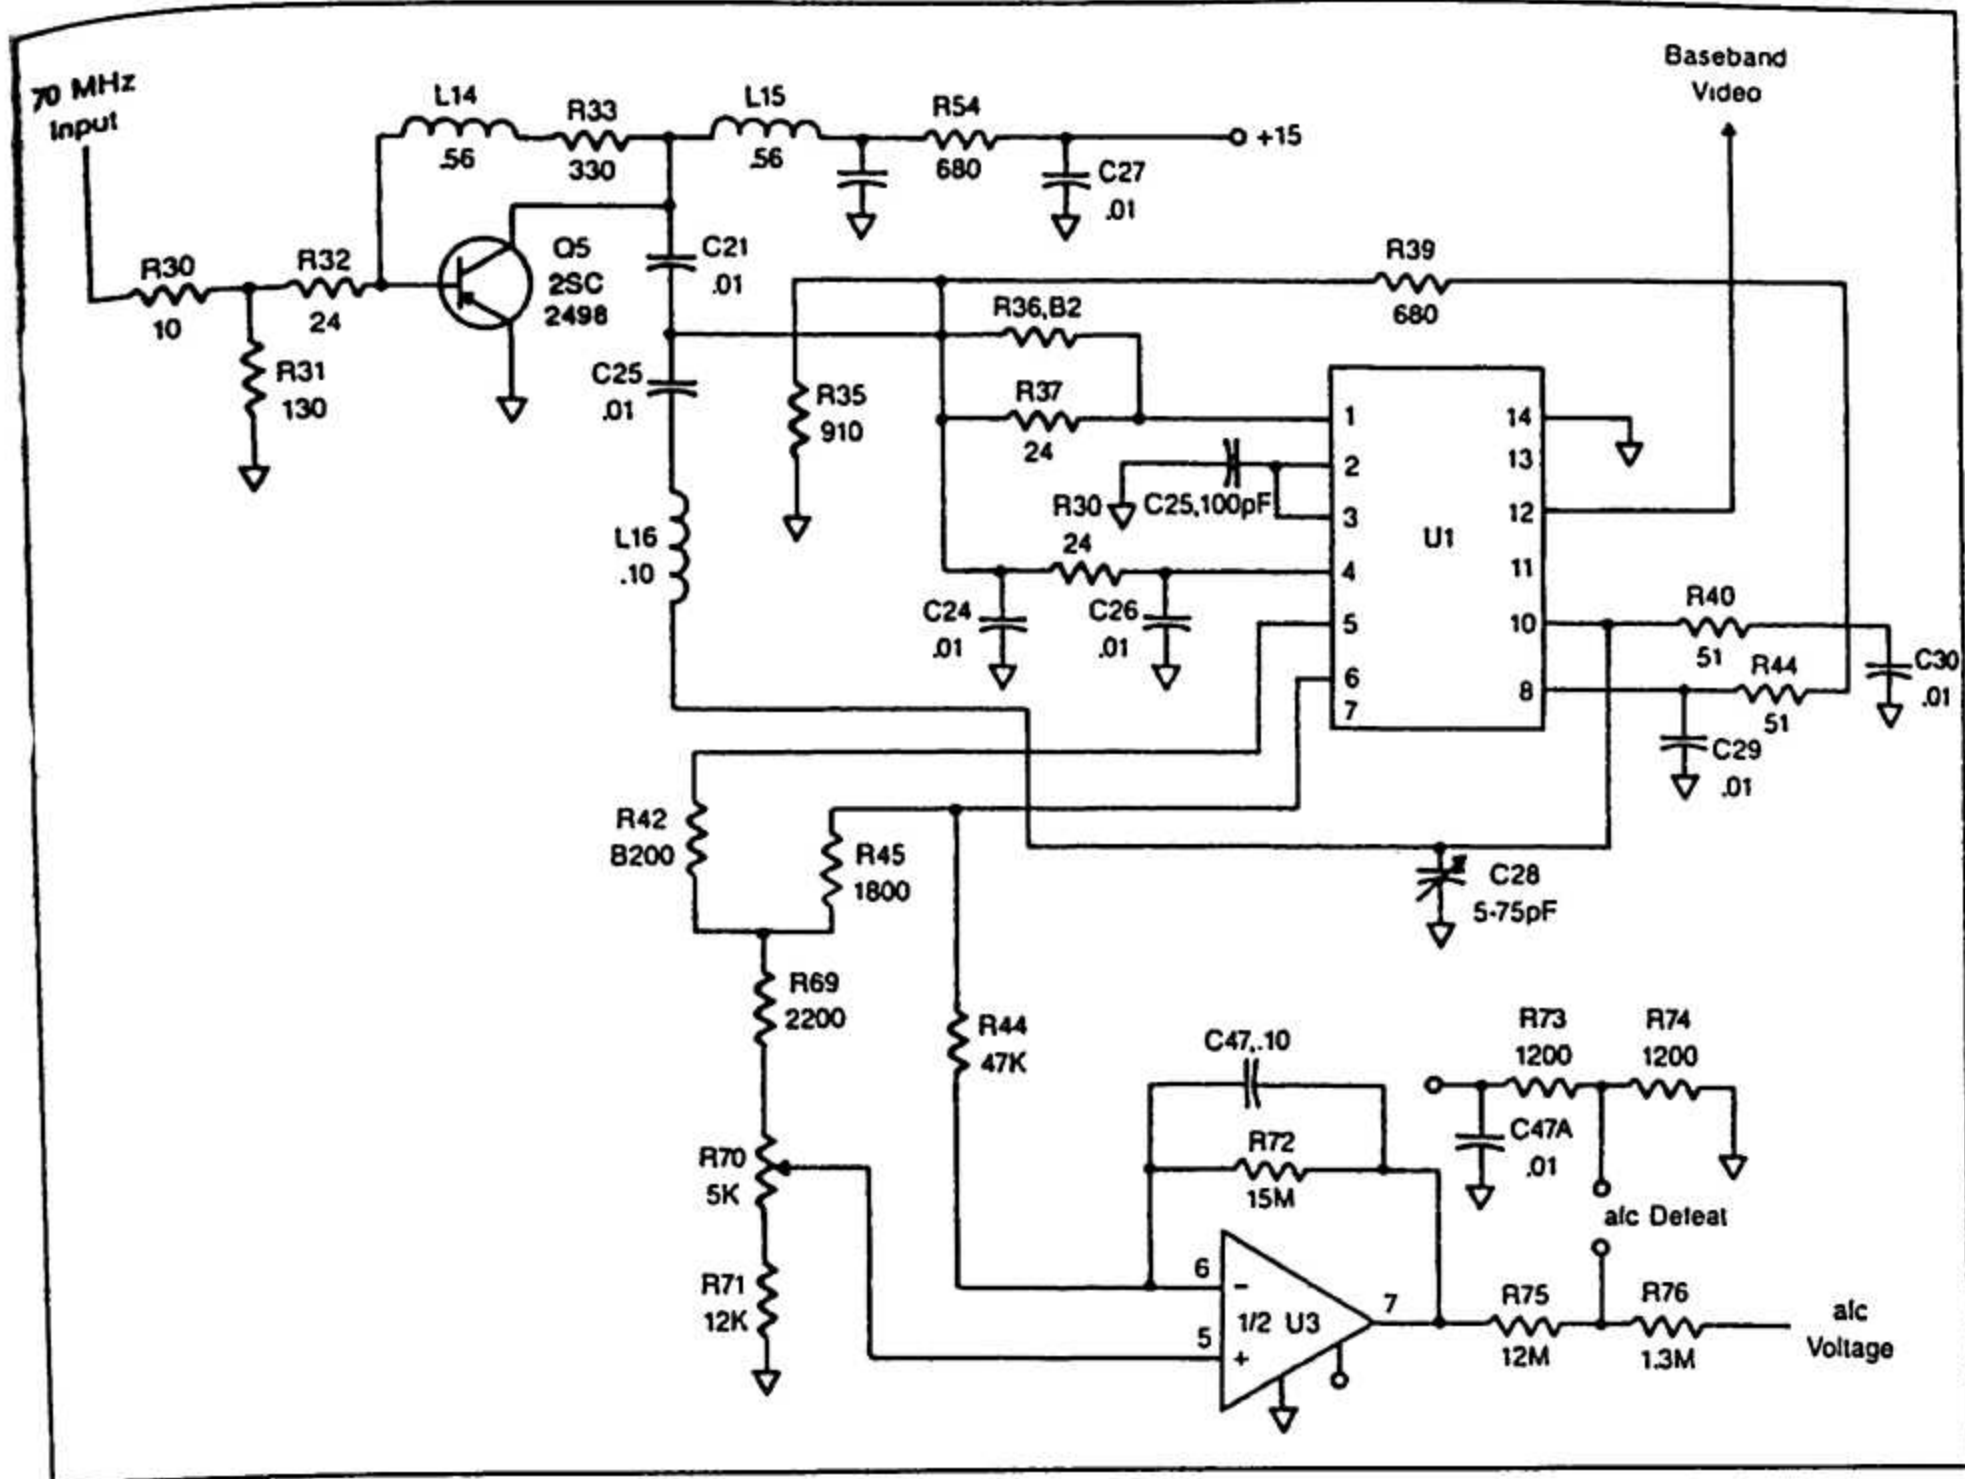 70 MHz
Input
L14
.56
R33
330
L15
.56
R54
680
+15
C27
.01
Baseband
Video
R30
10
R32
24
R31
130
Q5
2SC
2498
C21
.01
C25
.01
L16
.10
R35
910
R39
680
R36,B2
R37
24
C25,100pF
R30
24
C24
.01
C26
.01
1
2
3
4
5
6
7
U1
14
13
12
11
10
8
R40
51
R44
51
C30
.01
C29
.01
C28
5-75pF
R42
B200
R45
1800
R69
2200
R70
5K
R71
12K
R44
47K
C47,.10
R72
15M
R73
1200
R74
1200
C47A
.01
afc Defeat
6
5
-
+
1/2 U3
7
R75
12M
R76
1.3M
afc
Voltage